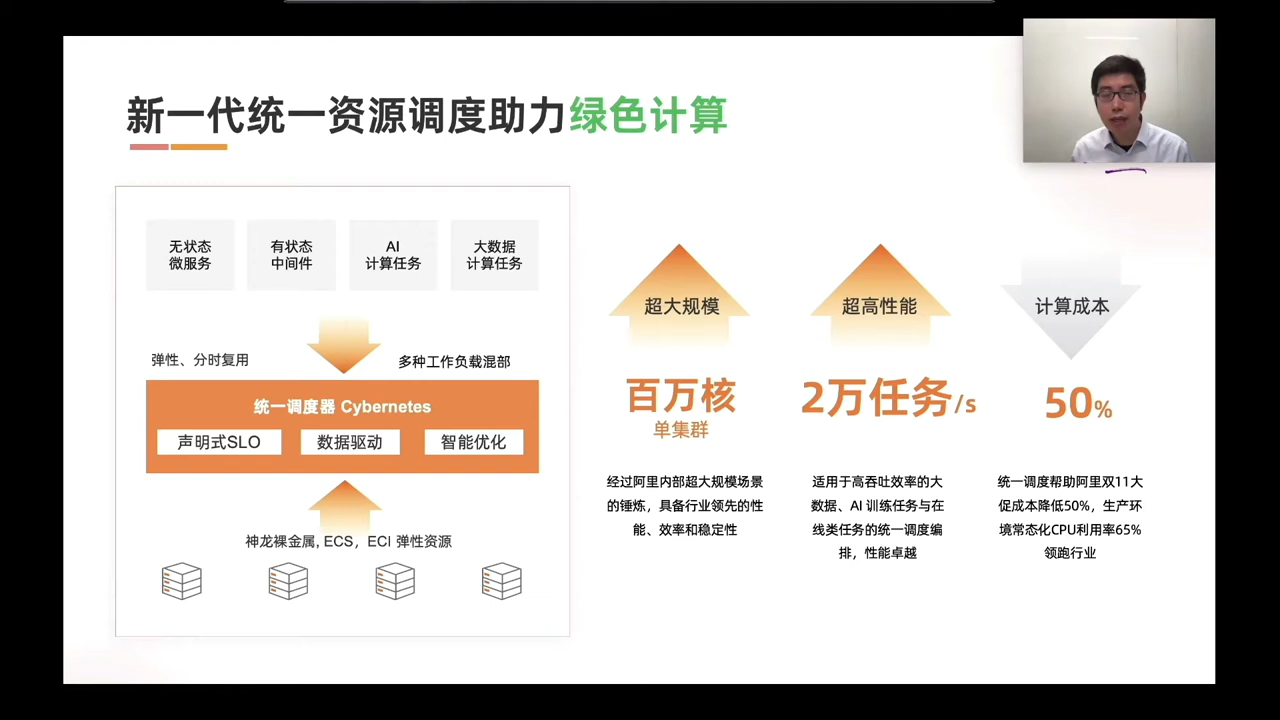 新一代统一资源调度助力绿色计算
无状态
微服务
有状态
中间件
AI
计算任务
大数据
计算任务
弹性、分时复用
多种工作负载混部
统一调度器 Cybernetes
声明式SLO
数据驱动
智能优化
神龙裸金属, ECS，ECI 弹性资源
超大规模
百万核
单集群
经过阿里内部超大规模场景
的锤炼，具备行业领先的性
能、效率和稳定性
超高性能
2万任务/s
适用于高吞吐效率的大
数据、AI 训练任务与在
线类任务的统一调度编
排，性能卓越
计算成本
50%
统一调度帮助阿里双11大
促成本降低50%，生产环
境常态化CPU利用率65%
领跑行业